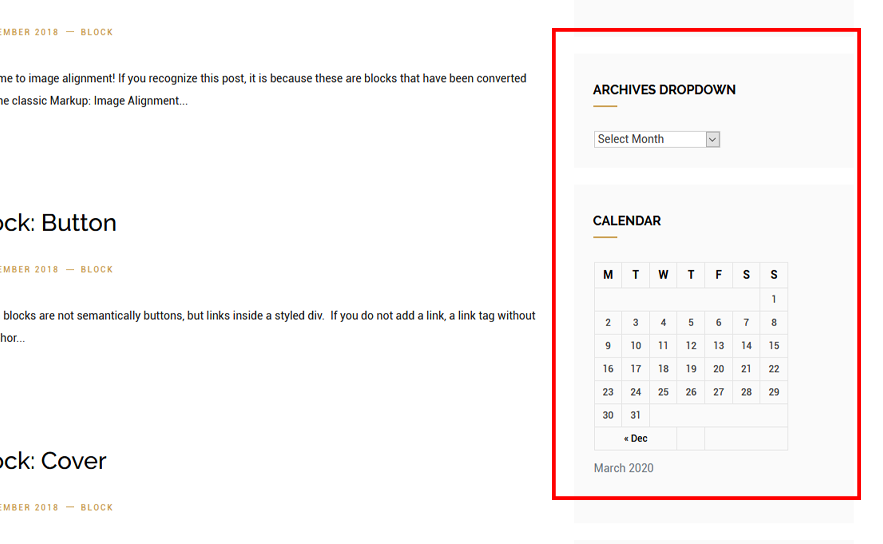 EMBER 2018 — BLOCK
me to image alignment! If you recognize this post, it is because these are blocks that have been converted
he classic Markup: Image Alignment...
ock: Button
EMBER 2018 — BLOCK
blocks are not semantically buttons, but links inside a styled div. If you do not add a link, a link tag without
hor...
ock: Cover
EMBER 2018 — BLOCK
ARCHIVES DROPDOWN
Select Month
CALENDAR
M T W T F S S
1
2 3 4 5 6 7 8
9 10 11 12 13 14 15
16 17 18 19 20 21 22
23 24 25 26 27 28 29
30 31
« Dec
March 2020